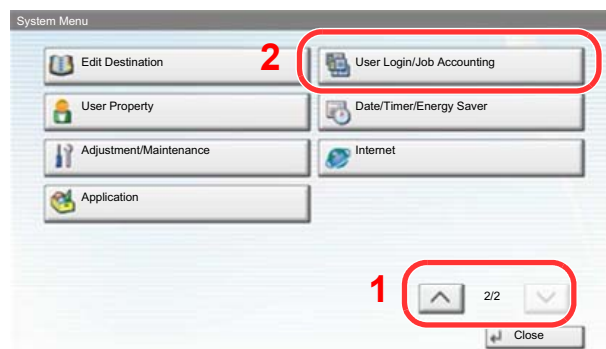 System Menu
Edit Destination
2
User Login/Job Accounting
User Property
Date/Timer/Energy Saver
Adjustment/Maintenance
Internet
Application
1
2/2
Close